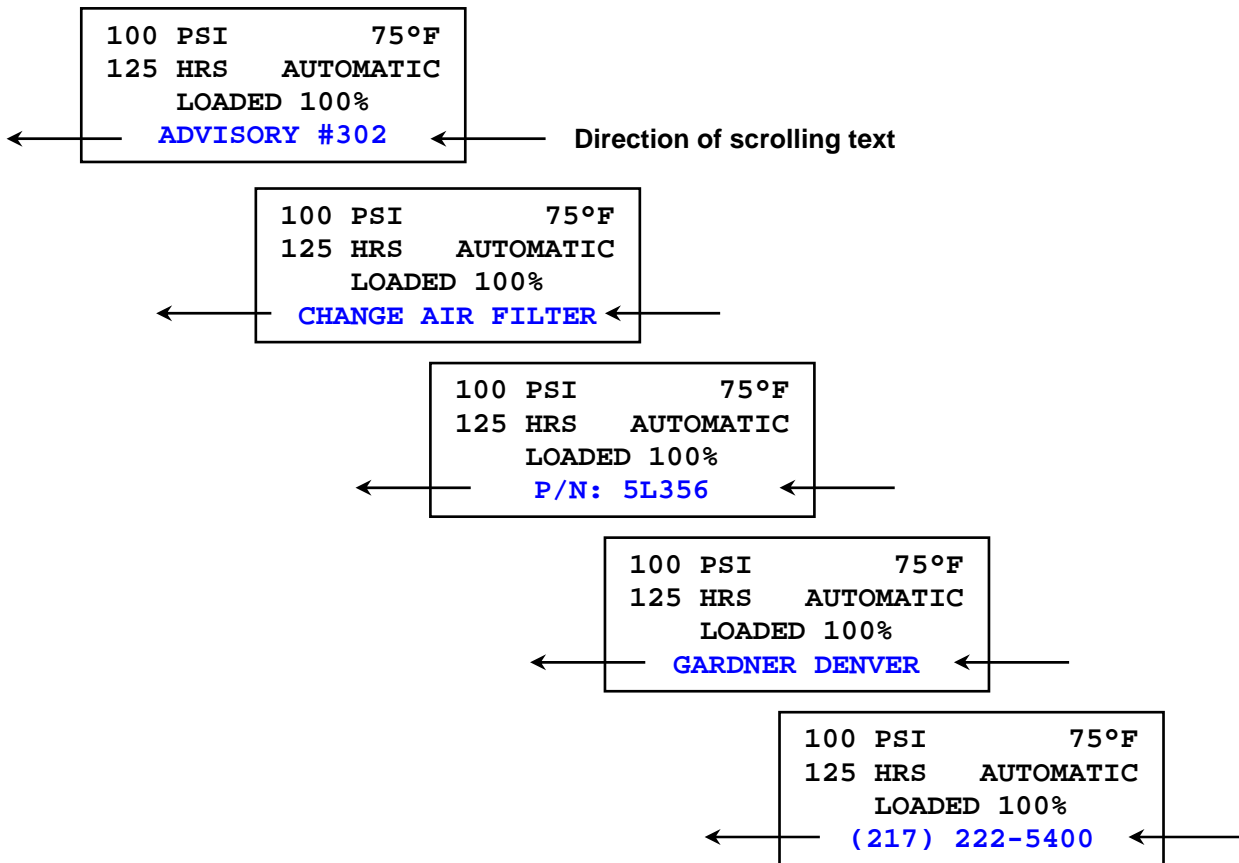 100 PSI 75°F
125 HRS AUTOMATIC
LOADED 100%
ADVISORY #302
Direction of scrolling text
100 PSI 75°F
125 HRS AUTOMATIC
LOADED 100%
CHANGE AIR FILTER
100 PSI 75°F
125 HRS AUTOMATIC
LOADED 100%
P/N: 5L356
100 PSI 75°F
125 HRS AUTOMATIC
LOADED 100%
GARDNER DENVER
100 PSI 75°F
125 HRS AUTOMATIC
LOADED 100%
(217) 222-5400